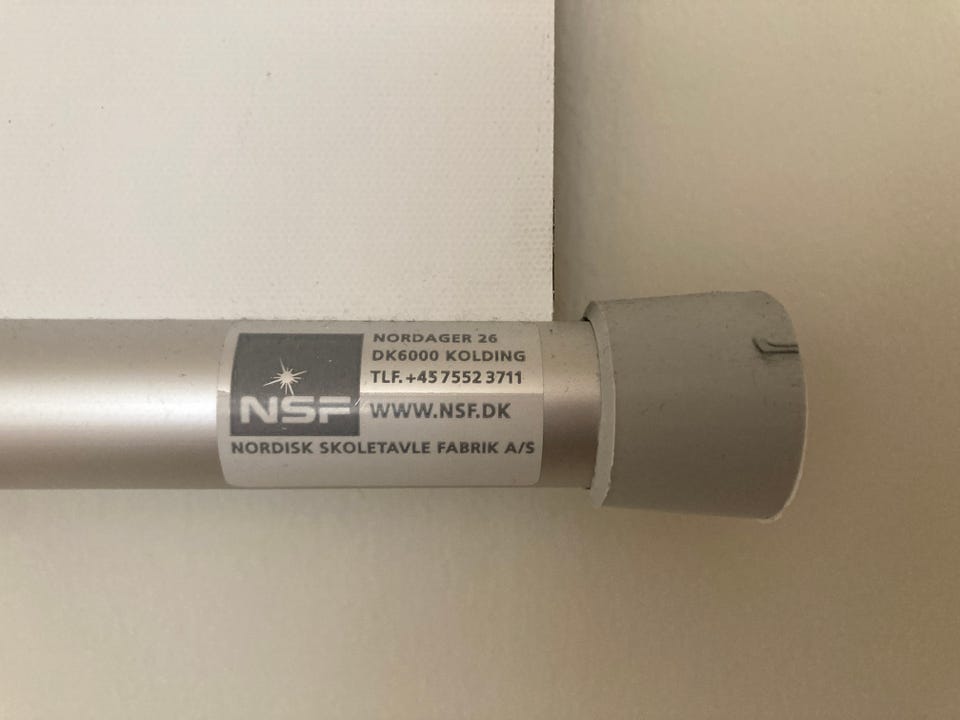 NSF
NORDAGER 26
DK6000 KOLDING
TLF. +45 7552 3711
WWW.NSF.DK
NORDISK SKOLETAVLE FABRIK A/S